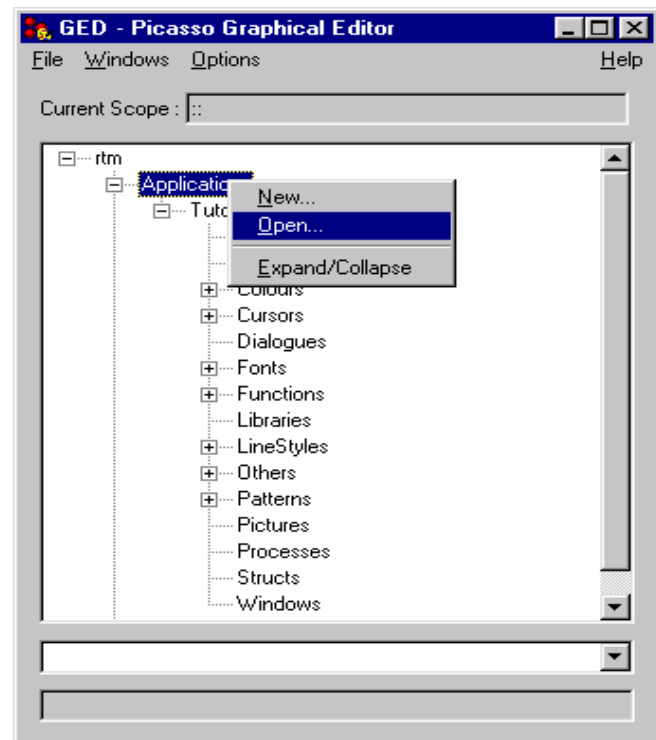 GED - Picasso Graphical Editor
File Windows Options Help
Current Scope : ::
rtm
New...
Open...
Expand/Collapse
Colours
Cursors
Dialogues
Fonts
Functions
Libraries
LineStyles
Others
Patterns
Pictures
Processes
Structs
Windows